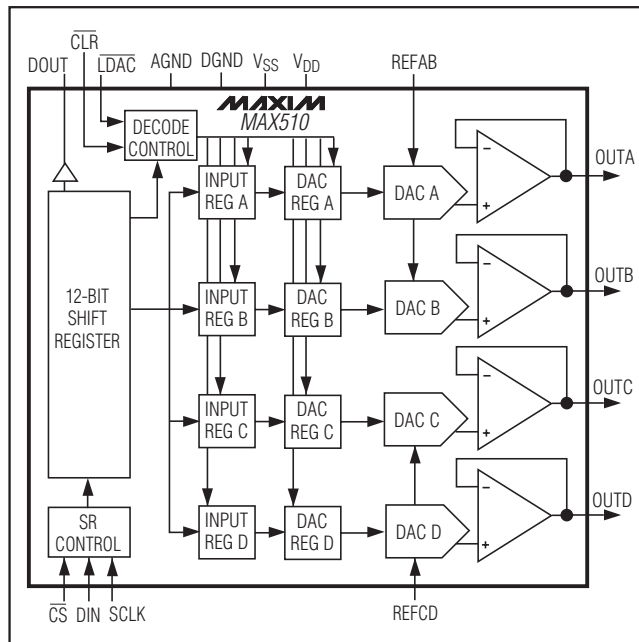 CLR
DOUT LDAC AGND DGND VSS VDD REFAB
MAXIM
MAX510
DECODE
CONTROL
INPUT
REG A
DAC
REG A
DAC A
−
+
OUTA
12-BIT
SHIFT
REGISTER
INPUT
REG B
DAC
REG B
DAC B
−
+
OUTB
INPUT
REG C
DAC
REG C
DAC C
−
+
OUTC
SR
CONTROL
INPUT
REG D
DAC
REG D
DAC D
−
+
OUTD
CS DIN SCLK REFCD